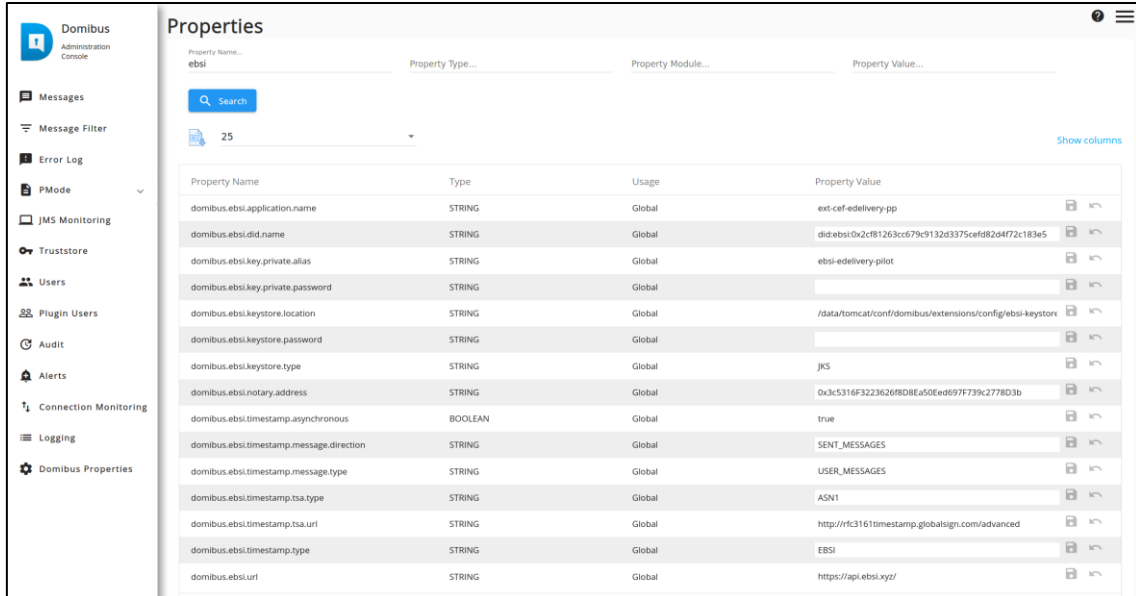 Domibus
Administration
Console
Messages
Message Filter
Error Log
PMode
JMS Monitoring
Truststore
Users
Plugin Users
Audit
Alerts
Connection Monitoring
Logging
Domibus Properties
Properties
Property Name...
ebsi
Property Type...
Property Module...
Property Value...
Search
25
Show columns
Property Name Type Usage Property Value
domibus.ebsi.application.name STRING Global ext-cef-edelivery-pp
domibus.ebsi.did.name STRING Global did:ebsi:0x2cf81263cc679c9132d3375cefd82d4f72c183e5
domibus.ebsi.key.private.alias STRING Global ebsi-edelivery-pilot
domibus.ebsi.key.private.password STRING Global
domibus.ebsi.keystore.location STRING Global /data/tomcat/conf/domibus/extensions/config/ebsi-keystore
domibus.ebsi.keystore.password STRING Global
domibus.ebsi.keystore.type STRING Global JKS
domibus.ebsi.notary.address STRING Global 0x3c5316F3223626f8D8Ea50Eed697F739c2778D3b
domibus.ebsi.timestamp.asynchronous BOOLEAN Global true
domibus.ebsi.timestamp.message.direction STRING Global SENT_MESSAGES
domibus.ebsi.timestamp.message.type STRING Global USER_MESSAGES
domibus.ebsi.timestamp.tsa.type STRING Global ASN1
domibus.ebsi.timestamp.tsa.url STRING Global http://rfc3161timestamp.globalsign.com/advanced
domibus.ebsi.timestamp.type STRING Global EBSI
domibus.ebsi.url STRING Global https://api.ebsi.xyz/